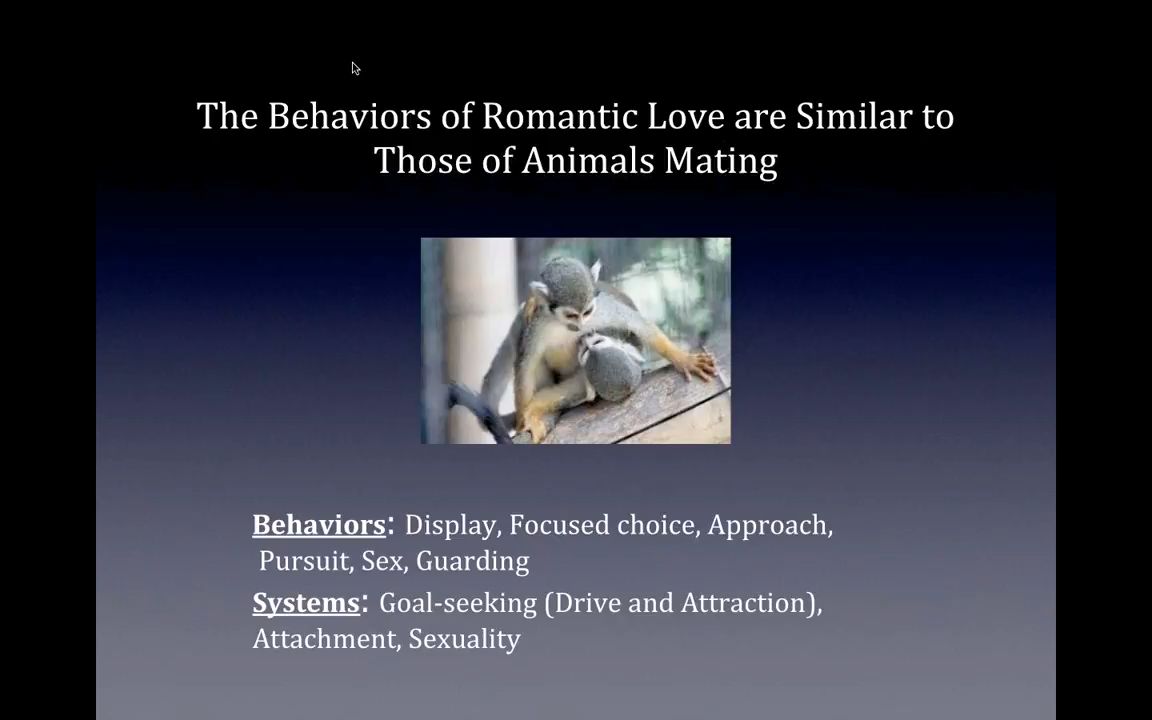 The Behaviors of Romantic Love are Similar to
Those of Animals Mating
Behaviors: Display, Focused choice, Approach,
Pursuit, Sex, Guarding
Systems: Goal-seeking (Drive and Attraction),
Attachment, Sexuality